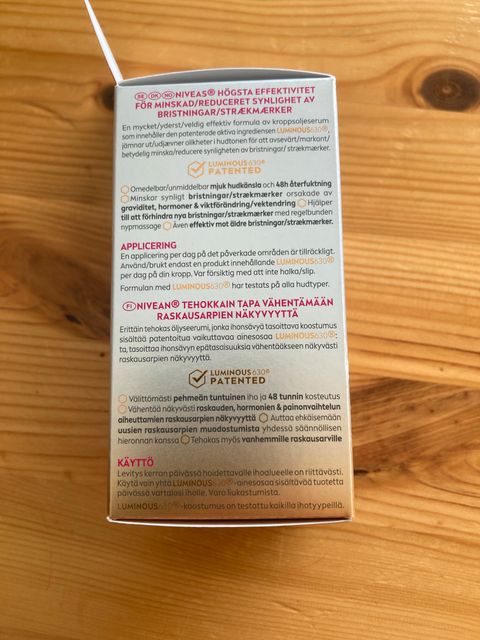 SE DK NO NIVEAS® HÖGSTA EFFEKTIVITET
FÖR MINSKAD/REDUCERET SYNLIGHET AV
BRISTNINGAR/STRÆKMÆRKER
En mycket/yderst/veldig effektiv formula av kroppsoljeserum
som innehåller den patenterade aktiva ingrediensen LUMINOUS630®,
jämnar ut/udjævner olikheter i hudtonen för att avsevärt/markant/
betydelig minska/reducere synligheten av bristningar/strækmærker.
LUMINOUS630®
PATENTED
Omedelbar/unmiddelbar mjuk hudkänsla och 48h återfuktning
Minskar synligt bristningar/strækmærker orsakade av
graviditet, hormoner & viktförändring/vektendring Hjälper
till att förhindra nya bristningar/strækmærker med regelbunden
nypmassage Även effektiv mot äldre bristningar/strækmærker.
APPLICERING
En applicering per dag på det påverkade området är tillräckligt.
Använd/brukt endast en produkt innehållande LUMINOUS630®
per dag på din kropp. Var försiktig med att inte halka/slip.
Formulan med LUMINOUS630® har testats på alla hudtyper.
FI NIVEAN® TEHOKKAIN TAPA VÄHENTÄMÄÄN
RASKAUSARPIEN NÄKYVYYTTÄ
Erittäin tehokas öljyseerumi, jonka ihonsävyä tasoittava koostumus
sisältää patentoitua vaikuttavaa ainesosaa LUMINOUS630®:
ta, tasoittaa ihonsävyn epätasaisuuksia vähentääkseen näkyvästi
raskausarpien näkyvyyttä.
LUMINOUS630®
PATENTED
Välittömästi pehmeän tuntuinen iho ja 48 tunnin kosteutus
Vähentää näkyvästi raskauden, hormonien & painonvaihtelun
aiheuttamien raskausarpien näkyvyyttä Auttaa ehkäisemään
uusien raskausarpien muodostumista yhdessä säännöllisen
hieronnan kanssa Tehokas myös vanhemmille raskausarville
KÄYTTÖ
Levitys kerran päivässä hoidettavalle ihoalueelle on riittävästi.
Käytä vain yhtä LUMINOUS630®-ainesosaa sisältävää tuotetta
päivässä vartalosi iholle. Varo liukastumista.
LUMINOUS630®-koostumus on testattu kaikilla ihotyypeillä.